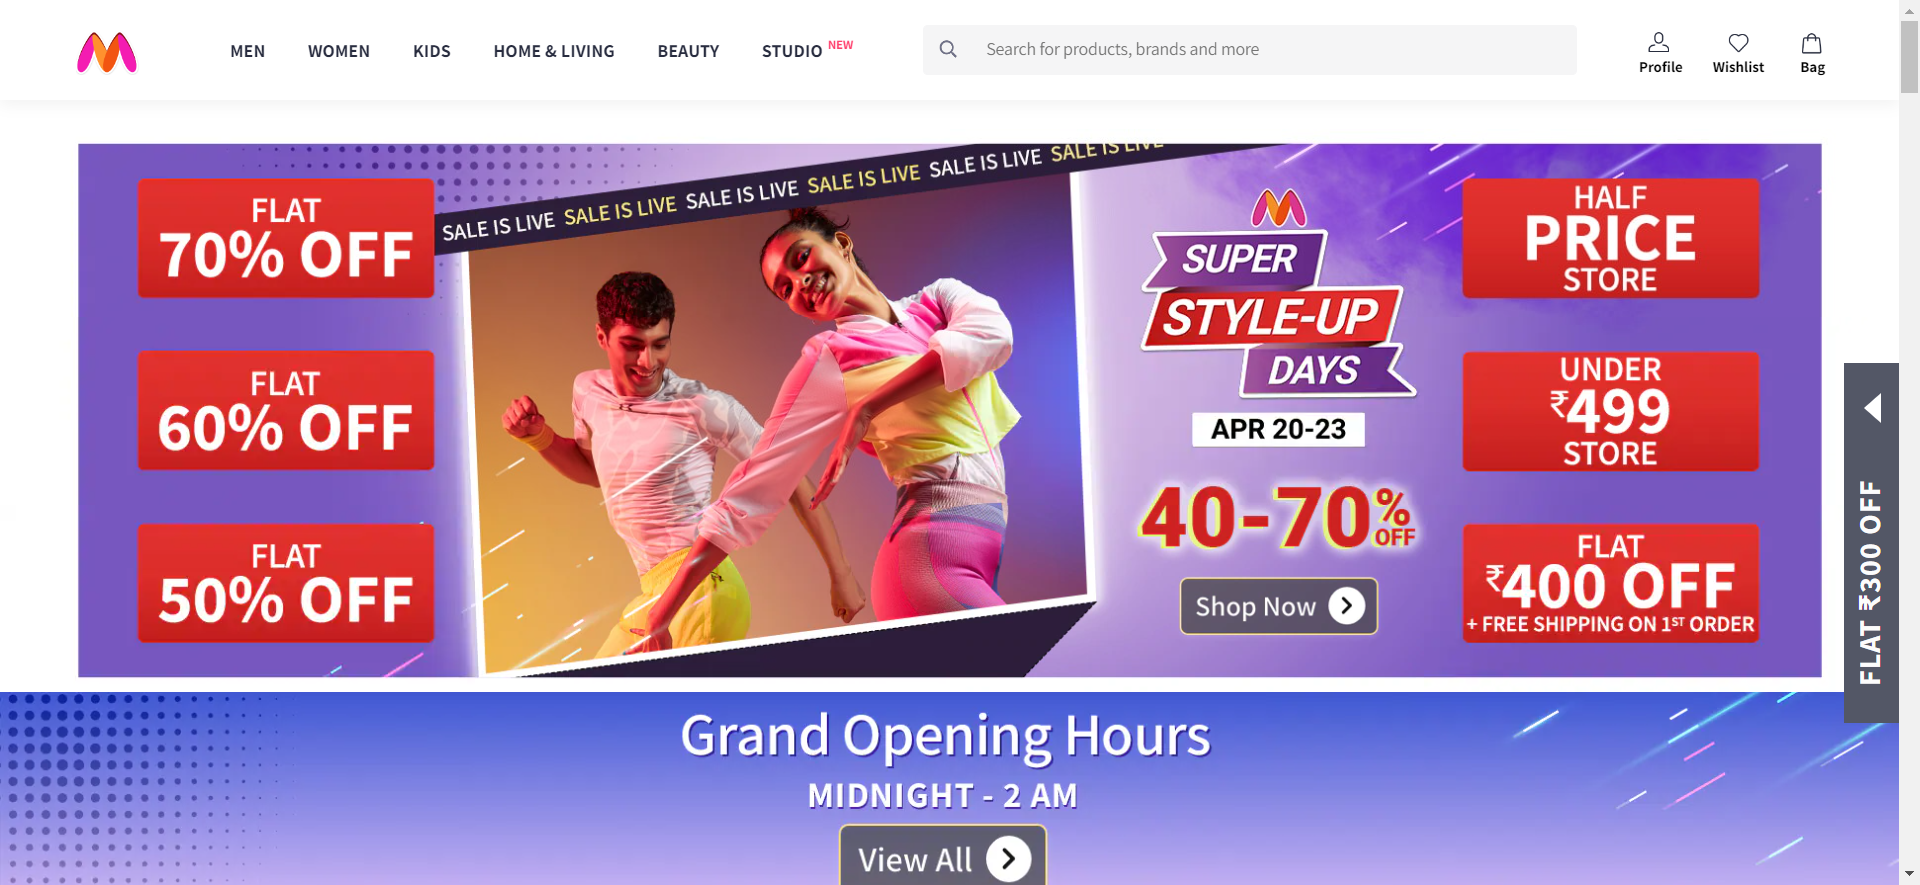 MEN
WOMEN
KIDS
HOME & LIVING
BEAUTY
STUDIO NEW
Search for products, brands and more
Profile
Wishlist
Bag
SALE IS LIVE SALE IS LIVE SALE IS LIVE SALE IS LIVE SALE IS LIVE SALE IS LIVE
FLAT
70% OFF
FLAT
60% OFF
FLAT
50% OFF
SUPER
STYLE-UP
DAYS
APR 20-23
40-70% OFF
Shop Now
HALF
PRICE
STORE
UNDER
₹499
STORE
FLAT
₹400 OFF
+ FREE SHIPPING ON 1ST ORDER
FLAT ₹300 OFF
Grand Opening Hours
MIDNIGHT - 2 AM
View All